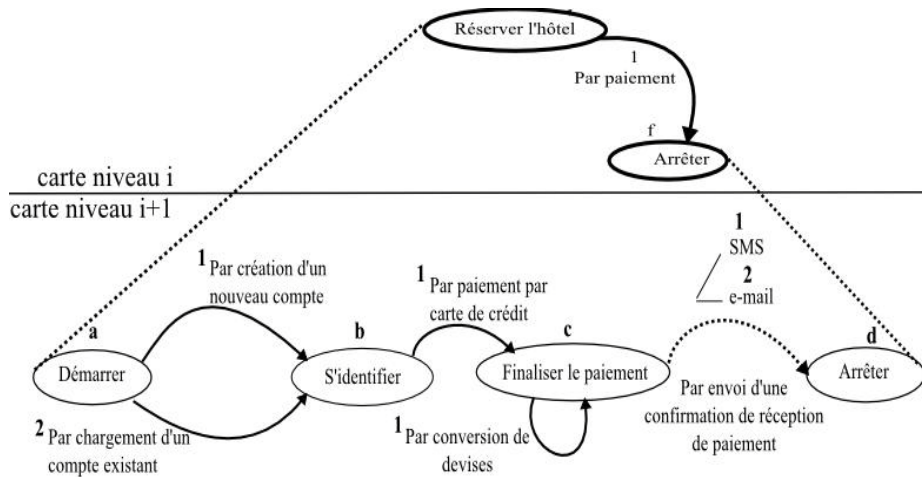 Réserver l'hôtel
1
Par paiement
f
Arrêter
carte niveau i
carte niveau i+1
1
SMS
2
e-mail
1 Par création d'un
nouveau compte
1 Par paiement par
carte de crédit
a
b
c
d
Démarrer
S'identifier
Finaliser le paiement
Arrêter
2 Par chargement d'un
compte existant
1 Par conversion de
devises
Par envoi d'une
confirmation de réception
de paiement